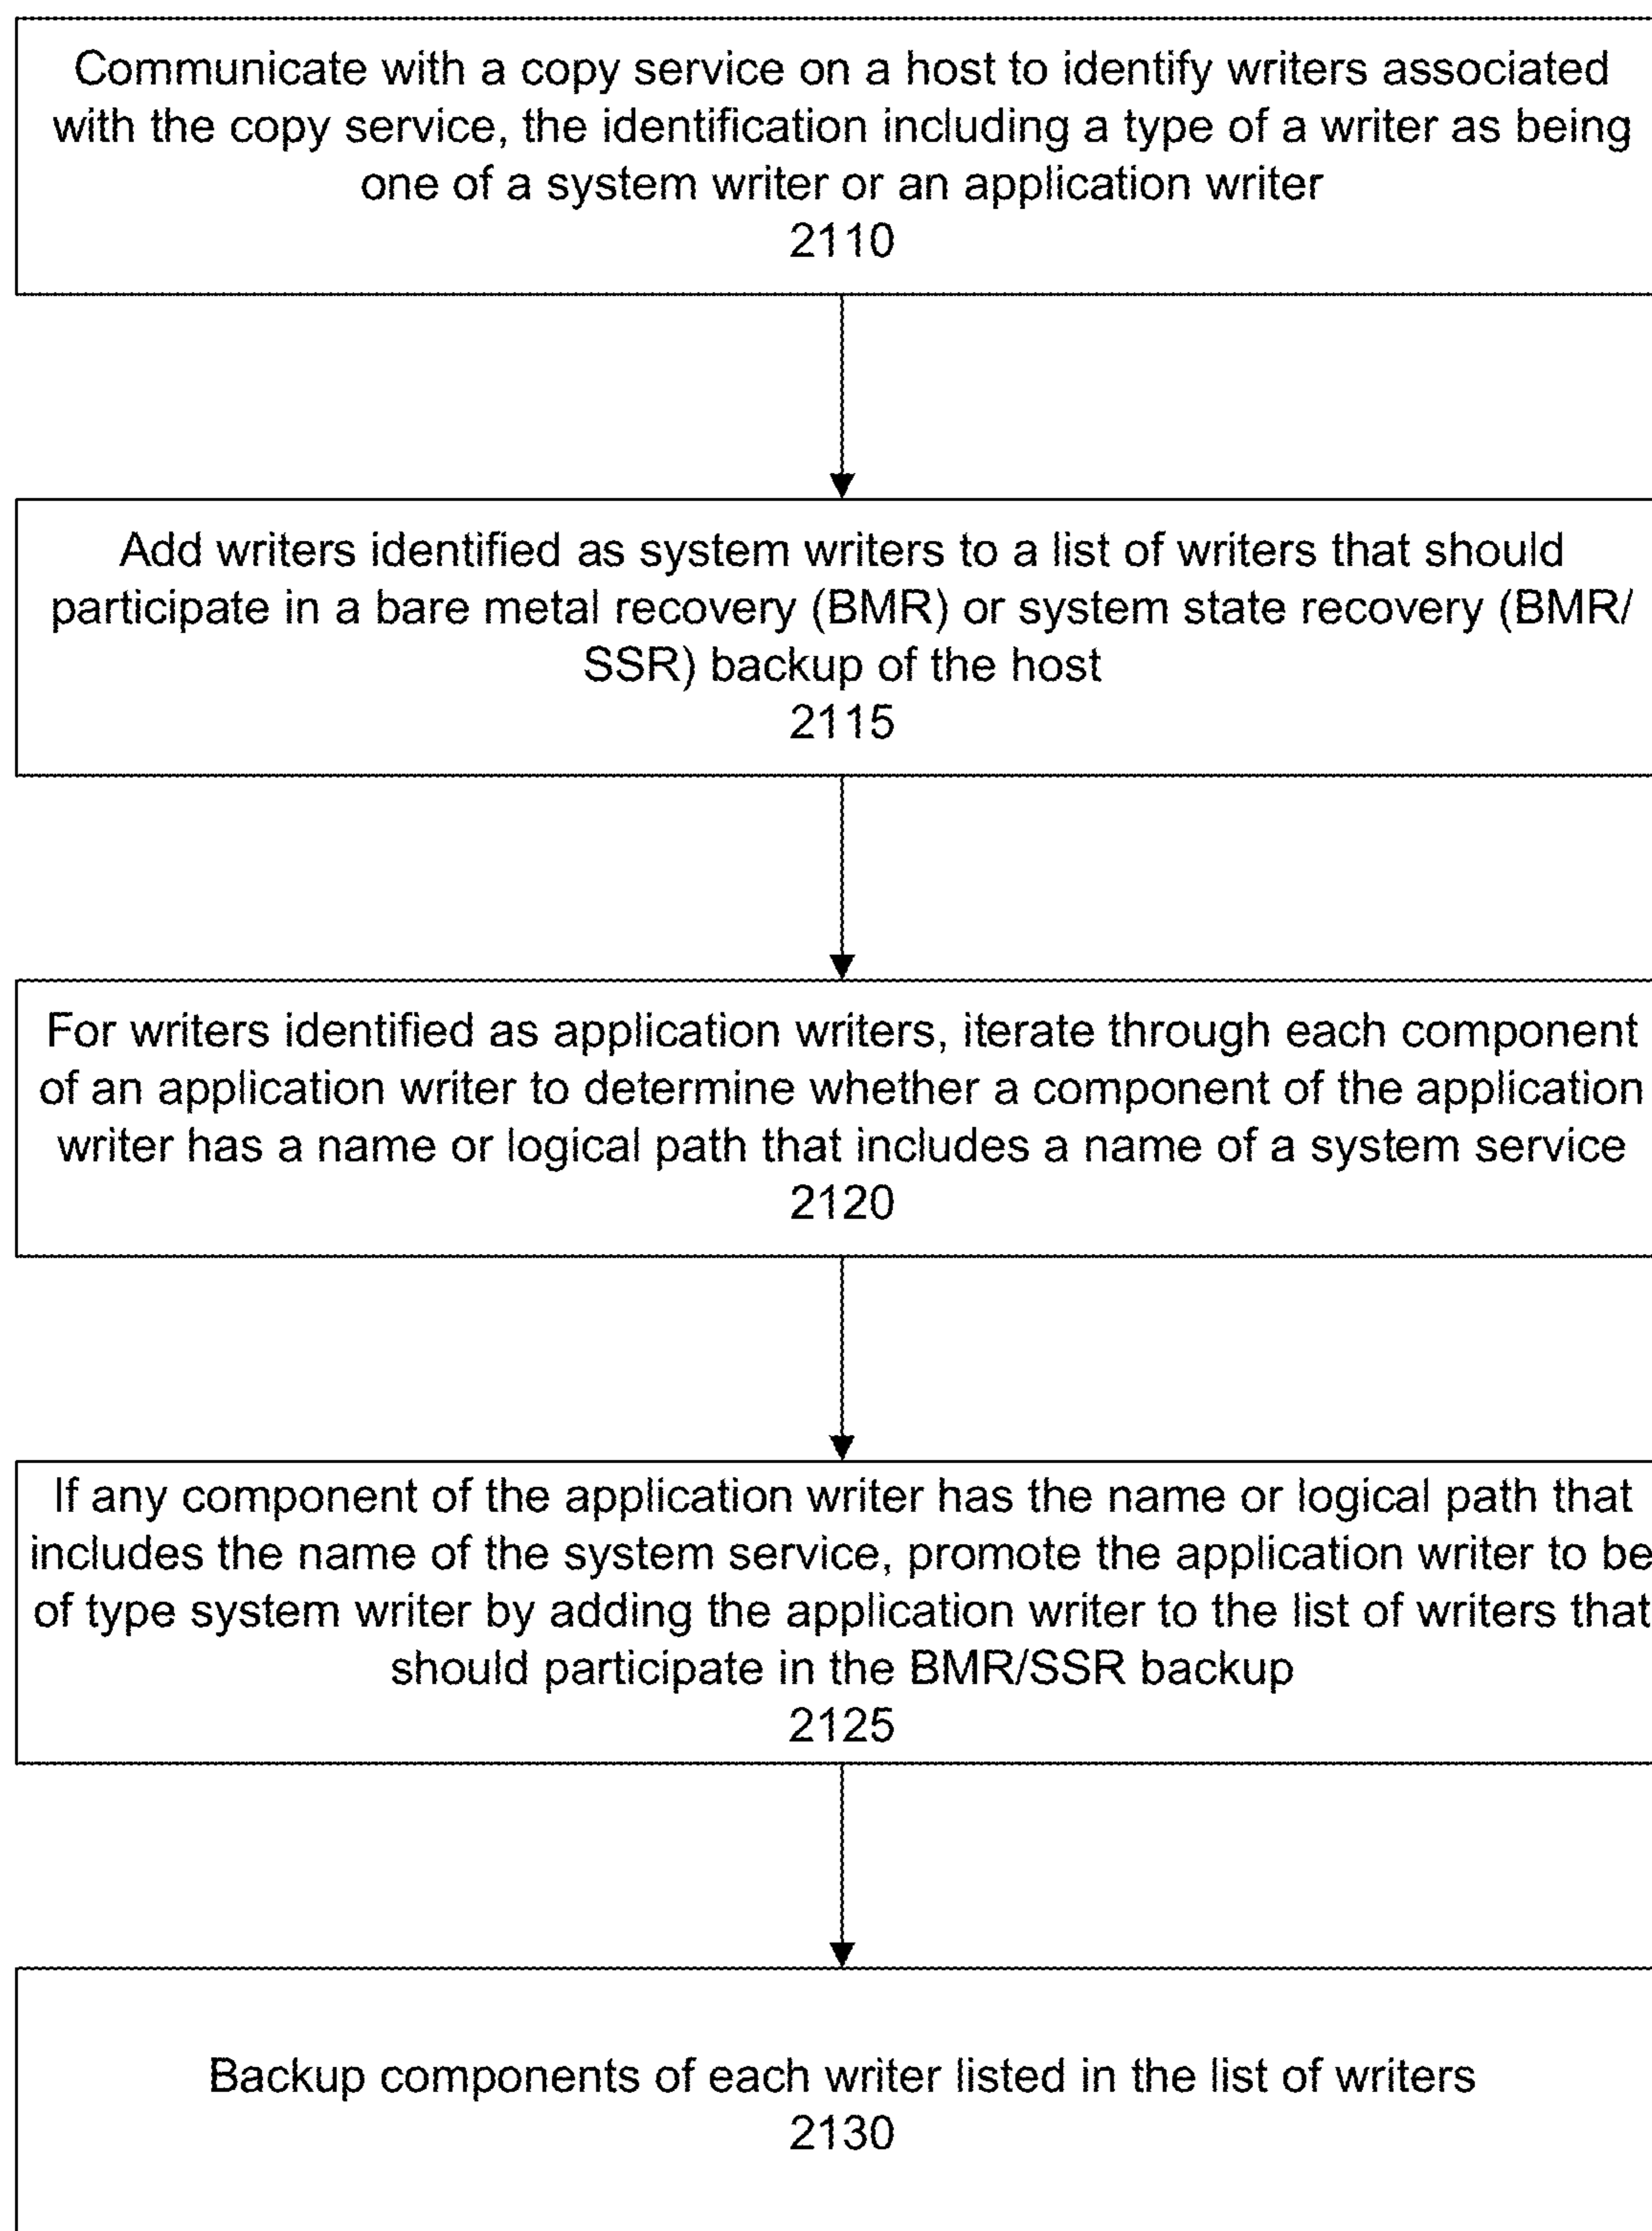 Communicate with a copy service on a host to identify writers associated
with the copy service, the identification including a type of a writer as being
one of a system writer or an application writer
2110
Add writers identified as system writers to a list of writers that should
participate in a bare metal recovery (BMR) or system state recovery (BMR/
SSR) backup of the host
2115
For writers identified as application writers, iterate through each component
of an application writer to determine whether a component of the application
writer has a name or logical path that includes a name of a system service
2120
If any component of the application writer has the name or logical path that
includes the name of the system service, promote the application writer to be
of type system writer by adding the application writer to the list of writers that
should participate in the BMR/SSR backup
2125
Backup components of each writer listed in the list of writers
2130